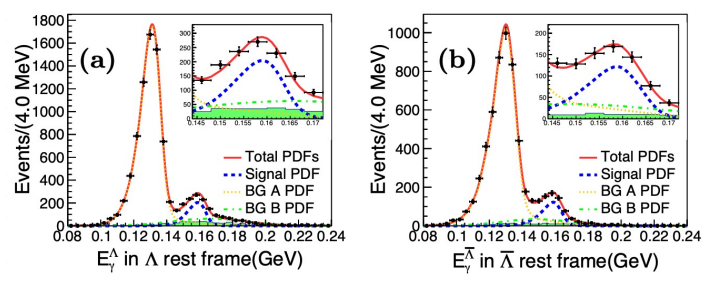 (a)
Events/(4.0 MeV)
1800
1600
1400
1200
1000
800
600
400
200
0
0.08 0.1 0.12 0.14 0.16 0.18 0.2 0.22 0.24
E_γ^Λ in Λ rest frame(GeV)
300
250
200
150
100
50
0
0.145 0.15 0.155 0.16 0.165 0.17
Total PDFs
Signal PDF
BG A PDF
BG B PDF
(b)
Events/(4.0 MeV)
1000
800
600
400
200
0
0.08 0.1 0.12 0.14 0.16 0.18 0.2 0.22 0.24
E_γ^Λ̅ in Λ̅ rest frame(GeV)
200
150
100
50
0
0.145 0.15 0.155 0.16 0.165 0.17
Total PDFs
Signal PDF
BG A PDF
BG B PDF